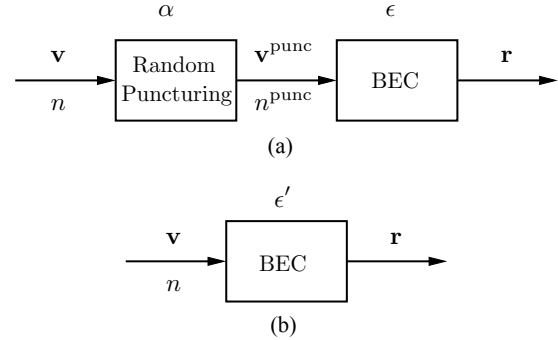 α ϵ
v v^punc r
Random Puncturing BEC
n n^punc
(a)
ϵ′
v r
BEC
n
(b)